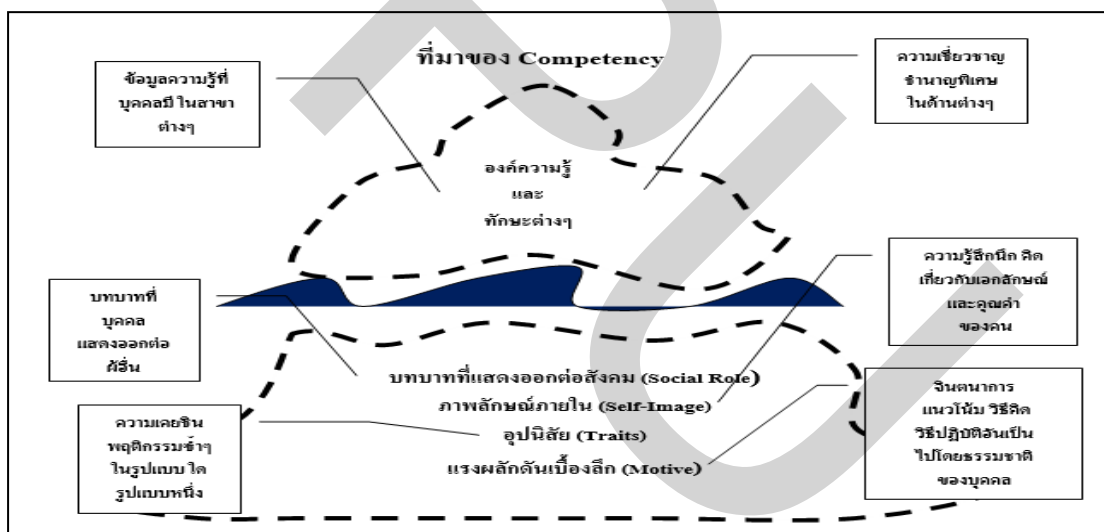 ที่มาของ Competency
ข้อมูลความรู้ที่
บุคคลมี ในสาขา
ต่างๆ
ความเชี่ยวชาญ
ชำนาญพิเศษ
ในด้านต่างๆ
องค์ความรู้
และ
ทักษะต่างๆ
บทบาทที่
บุคคล
แสดงออกต่อ
ผู้อื่น
ความรู้สึกนึก คิด
เกี่ยวกับเอกลักษณ์
และคุณค่า
ของคน
บทบาทที่แสดงออกต่อสังคม (Social Role)
ภาพลักษณ์ภายใน (Self-Image)
อุปนิสัย (Traits)
แรงผลักดันเบื้องลึก (Motive)
ความเคยชิน
พฤติกรรมซ้ำๆ
ในรูปแบบ ใด
รูปแบบหนึ่ง
จินตนาการ
แนวโน้ม วิธีคิด
วิธีปฏิบัติอันเป็น
ไปโดยธรรมชาติ
ของบุคคล